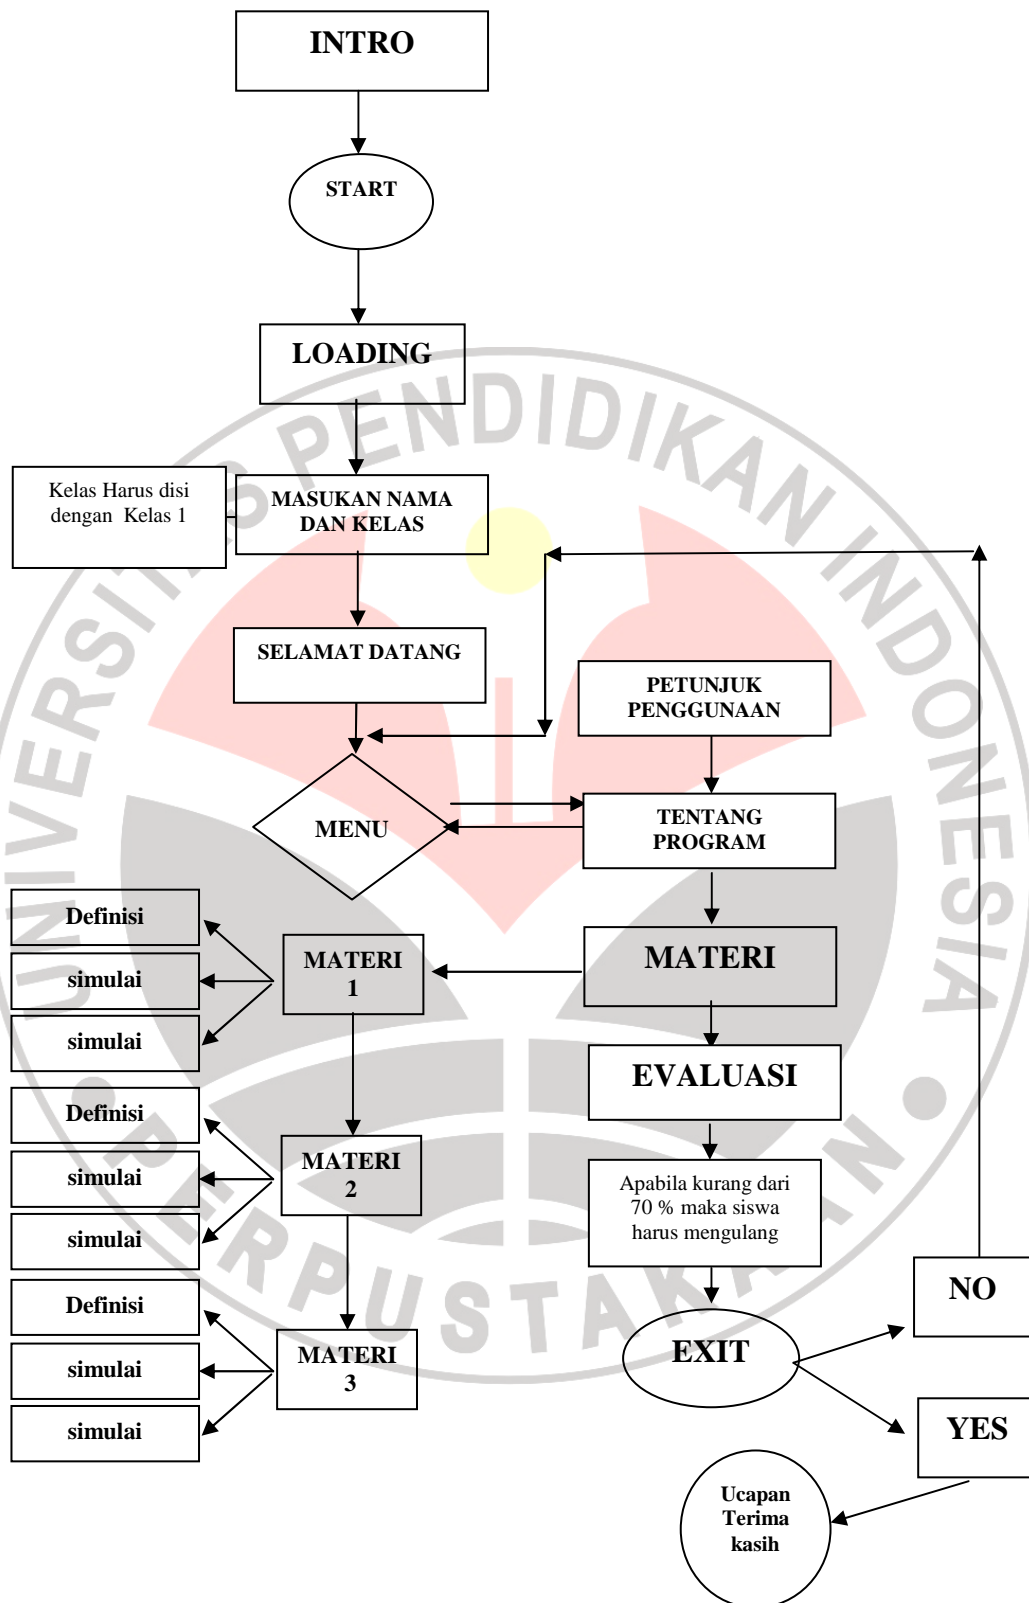 INTRO
START
LOADING
Kelas Harus disi
dengan Kelas 1
MASUKAN NAMA
DAN KELAS
SELAMAT DATANG
PETUNJUK
PENGGUNAAN
MENU
TENTANG
PROGRAM
Definisi
simulai
simulai
MATERI
1
MATERI
EVALUASI
Definisi
simulai
simulai
MATERI
2
Apabila kurang dari
70 % maka siswa
harus mengulang
Definisi
simulai
simulai
MATERI
3
EXIT
NO
YES
Ucapan
Terima
kasih
UNIVERSITAS PENDIDIKAN INDONESIA
PERPUSTAKAAN